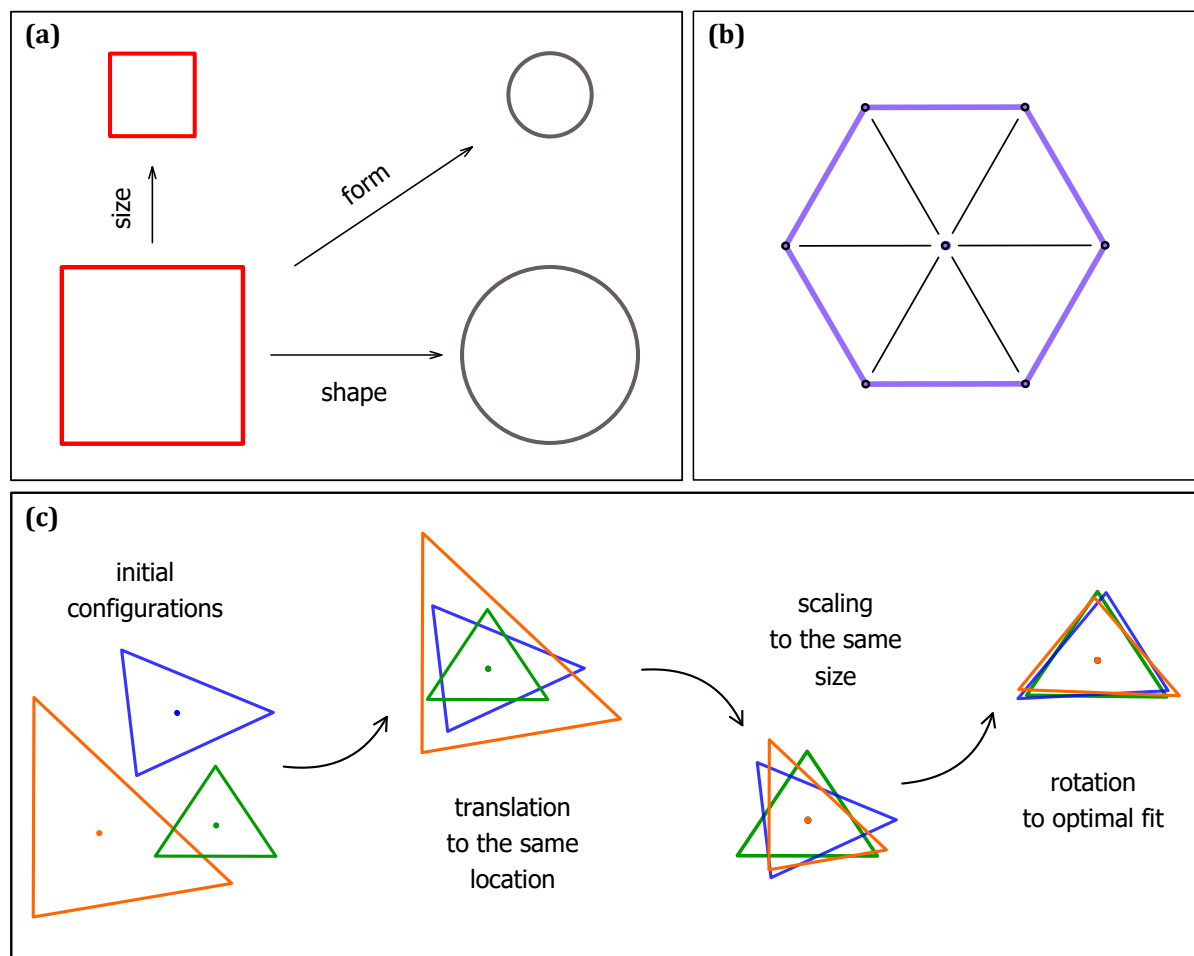 (a)
size
form
shape
(b)
(c)
initial
configurations
translation
to the same
location
scaling
to the same
size
rotation
to optimal fit